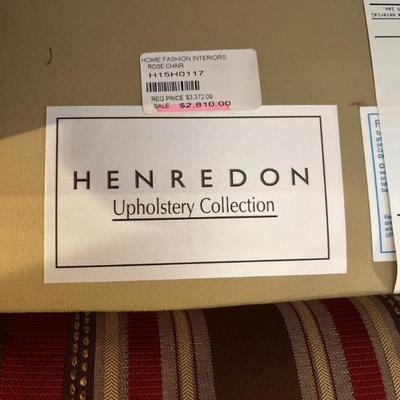 HOME FASHION INTERIORS
ROSE CHAIR
H15H0117
REG PRICE $3,372.00
SALE $2,810.00
HENREDON
Upholstery Collection